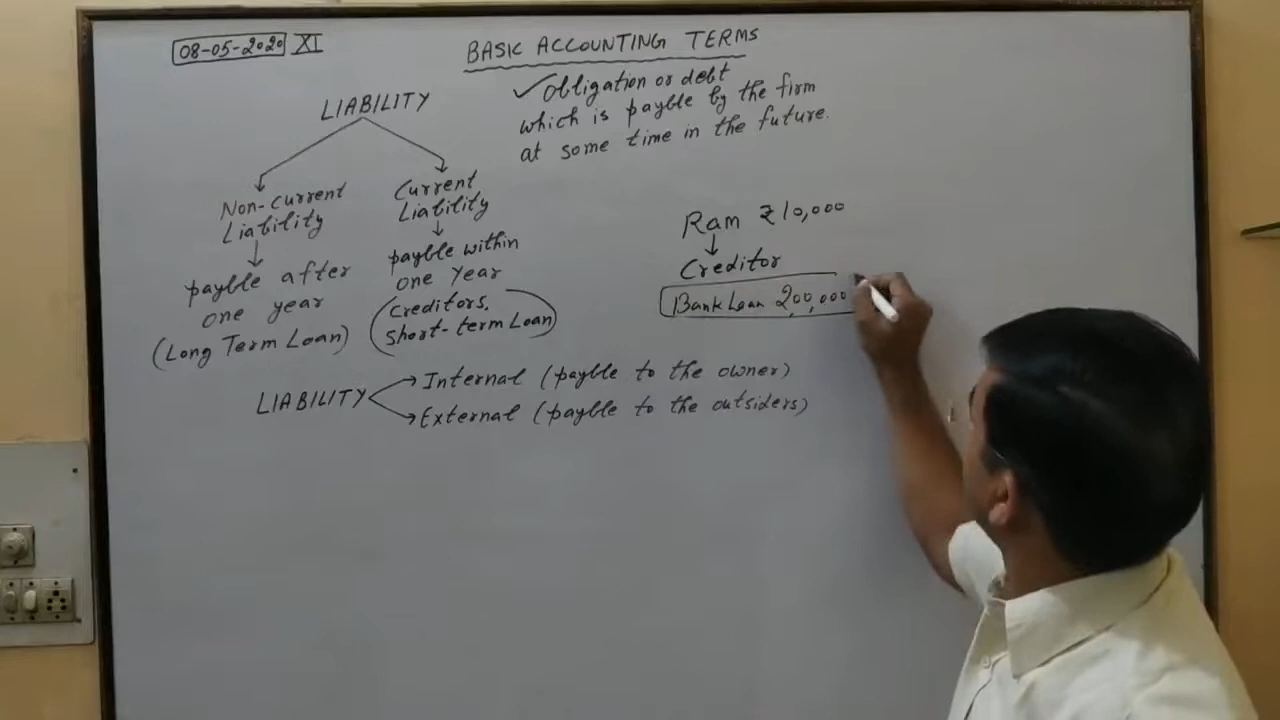 08-05-2020 XI
BASIC ACCOUNTING TERMS
LIABILITY
✓Obligation or debt
which is payble by the firm
at some time in the future.
Non-current
Liability
payble after
one year
(Long Term Loan)
Current
Liability
payble within
one year
(creditors,
short-term Loan)
Ram ₹10,000
Creditor
Bank Loan 200,000
LIABILITY
Internal (payble to the owner)
External (payble to the outsiders)